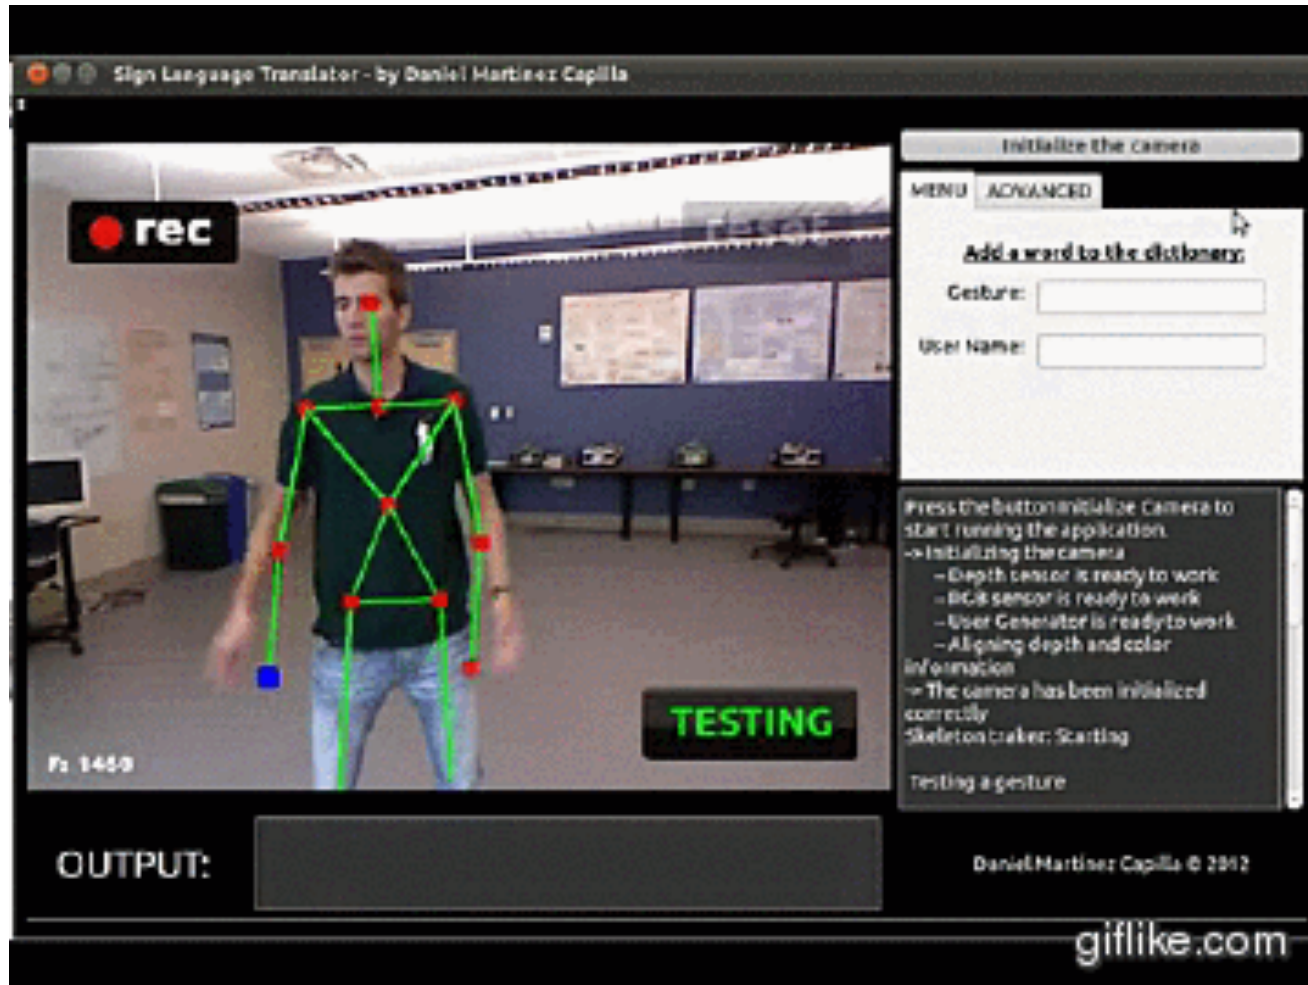 Sign Language Translator - by Daniel Martinez Capilla
Initialize the camera
MENU ADVANCED
rec
reset
Add a word to the dictionary:
Gesture:
User Name:
Press the button Initialize Camera to
start running the application.
-> Initializing the camera
- Depth sensor is ready to work
- RGB sensor is ready to work
- User Generator is ready to work
- Aligning depth and color
information
-> The camera has been initialized
correctly
Skeleton traker: Starting
Testing a gesture
TESTING
F: 1450
OUTPUT:
Daniel Martinez Capilla © 2012
giflike.com